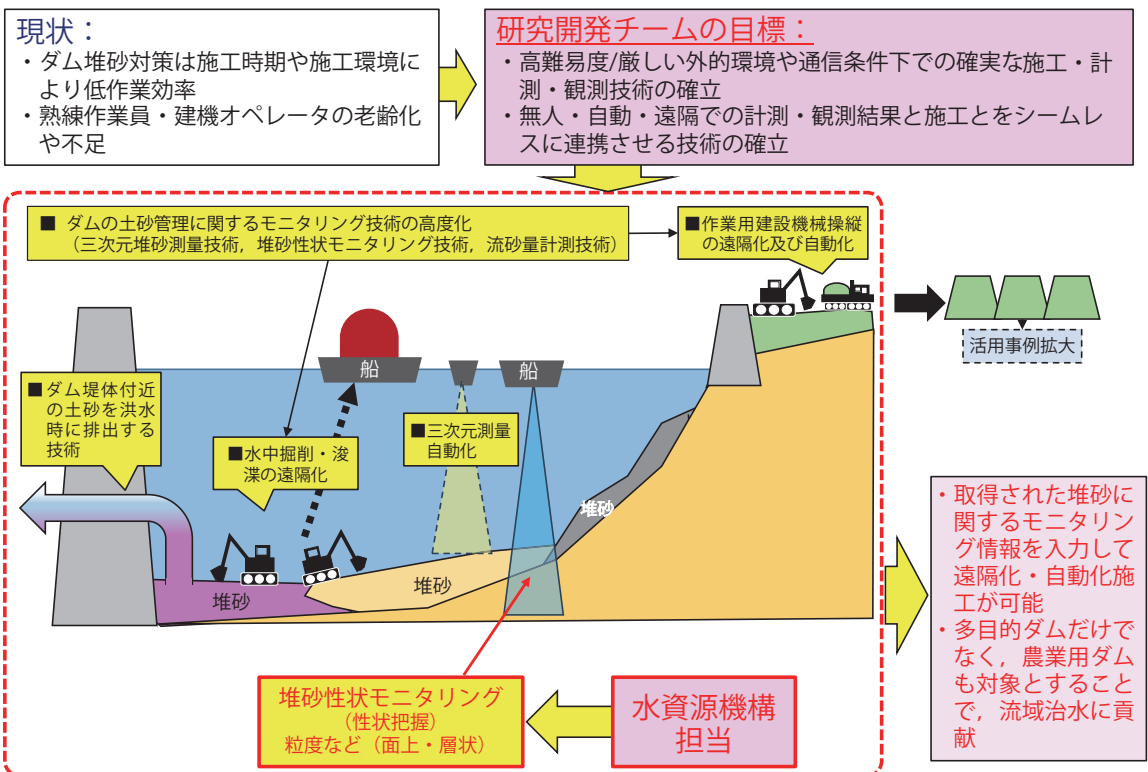 現状：
・ダム堆砂対策は施工時期や施工環境に
より低作業効率
・熟練作業員・建機オペレータの老齢化
や不足
研究開発チームの目標：
・高難易度/厳しい外的環境や通信条件下での確実な施工・計
測・観測技術の確立
・無人・自動・遠隔での計測・観測結果と施工とをシームレ
スに連携させる技術の確立
■ ダムの土砂管理に関するモニタリング技術の高度化
（三次元堆砂測量技術，堆砂性状モニタリング技術，流砂量計測技術）
■作業用建設機械操縦
の遠隔化及び自動化
活用事例拡大
船
船
■ダム堤体付近
の土砂を洪水
時に排出する
技術
■水中掘削・浚
渫の遠隔化
■三次元測量
自動化
堆砂
堆砂
堆砂
・取得された堆砂に
関するモニタリン
グ情報を入力して
遠隔化・自動化施
工が可能
・多目的ダムだけで
なく，農業用ダム
も対象とすること
で，流域治水に貢
献
堆砂性状モニタリング
（性状把握）
粒度など（面上・層状）
水資源機構
担当